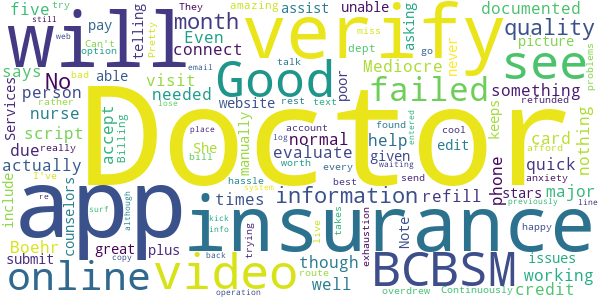 five amazing assist unable documented try
pay still
month telling web
Even connect asking Can't option Pretty
dept picture
will verify never go miss bad quality
says No person able visit Good poor Mediocre talk email problems
see
Services nurse needed website rest text failed something rather
Doctor
script accept Billing manually keeps card nothing
due She normal help edit
actually evaluate given quick afford
account found cool
place log
bill worth every best send entered anxiety
app insurance
include counselors times information refill phone stars major
I've really hassle
Boehr great plus trying live takes Note exhaustion waiting system happy previously line
submit though issues
online video BCBSM working
re lose surf although kick info well route
copy back overdrew Continuously credit
operation
refunded